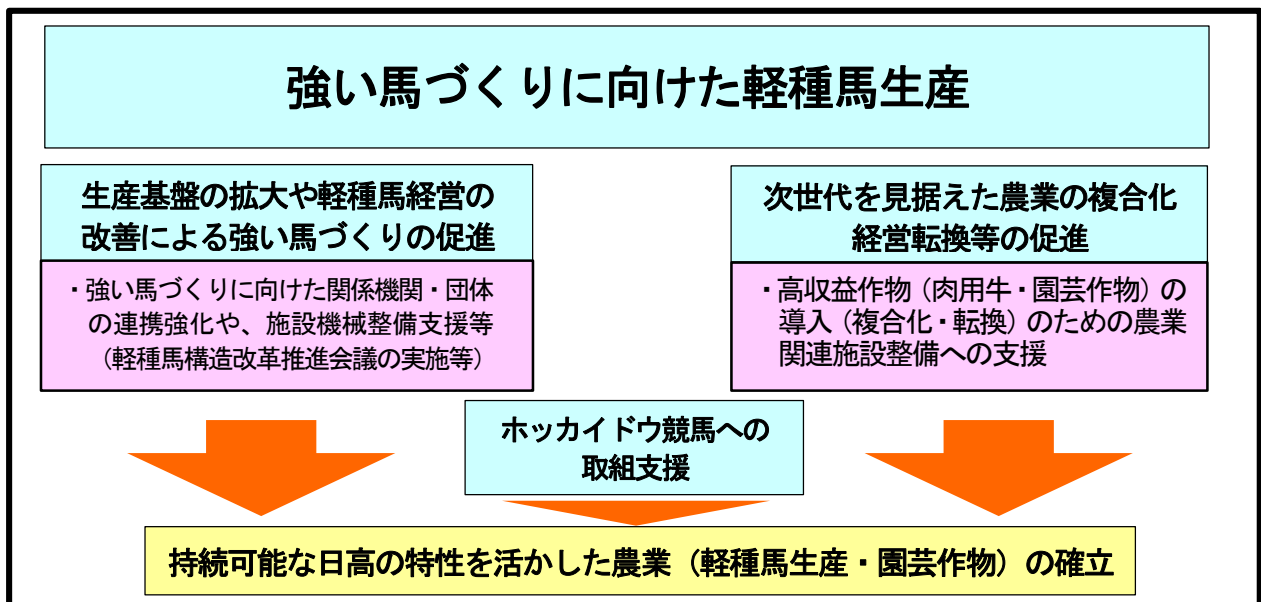 強い馬づくりに向けた軽種馬生産
生産基盤の拡大や軽種馬経営の
改善による強い馬づくりの促進
・強い馬づくりに向けた関係機関・団体
の連携強化や、施設機械整備支援等
（軽種馬構造改革推進会議の実施等）
次世代を見据えた農業の複合化
経営転換等の促進
・高収益作物（肉用牛・園芸作物）の
導入（複合化・転換）のための農業
関連施設整備への支援
ホッカイドウ競馬への
取組支援
持続可能な日高の特性を活かした農業（軽種馬生産・園芸作物）の確立